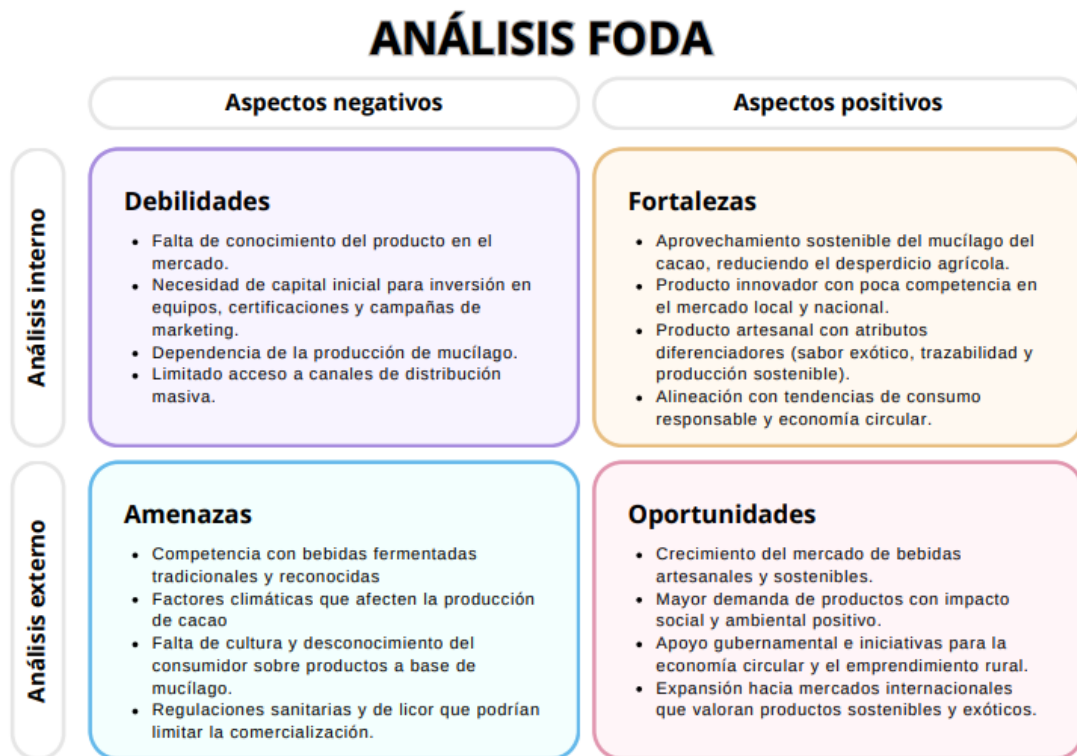 ANÁLISIS FODA
Aspectos negativos
Aspectos positivos
Análisis interno
Debilidades
• Falta de conocimiento del producto en el
mercado.
• Necesidad de capital inicial para inversión en
equipos, certificaciones y campañas de
marketing.
• Dependencia de la producción de mucílago.
• Limitado acceso a canales de distribución
masiva.
Fortalezas
• Aprovechamiento sostenible del mucílago del
cacao, reduciendo el desperdicio agrícola.
• Producto innovador con poca competencia en
el mercado local y nacional.
• Producto artesanal con atributos
diferenciadores (sabor exótico, trazabilidad y
producción sostenible).
• Alineación con tendencias de consumo
responsable y economía circular.
Análisis externo
Amenazas
• Competencia con bebidas fermentadas
tradicionales y reconocidas
• Factores climáticas que afecten la producción
de cacao
• Falta de cultura y desconocimiento del
consumidor sobre productos a base de
mucílago.
• Regulaciones sanitarias y de licor que podrían
limitar la comercialización.
Oportunidades
• Crecimiento del mercado de bebidas
artesanales y sostenibles.
• Mayor demanda de productos con impacto
social y ambiental positivo.
• Apoyo gubernamental e iniciativas para la
economía circular y el emprendimiento rural.
• Expansión hacia mercados internacionales
que valoran productos sostenibles y exóticos.